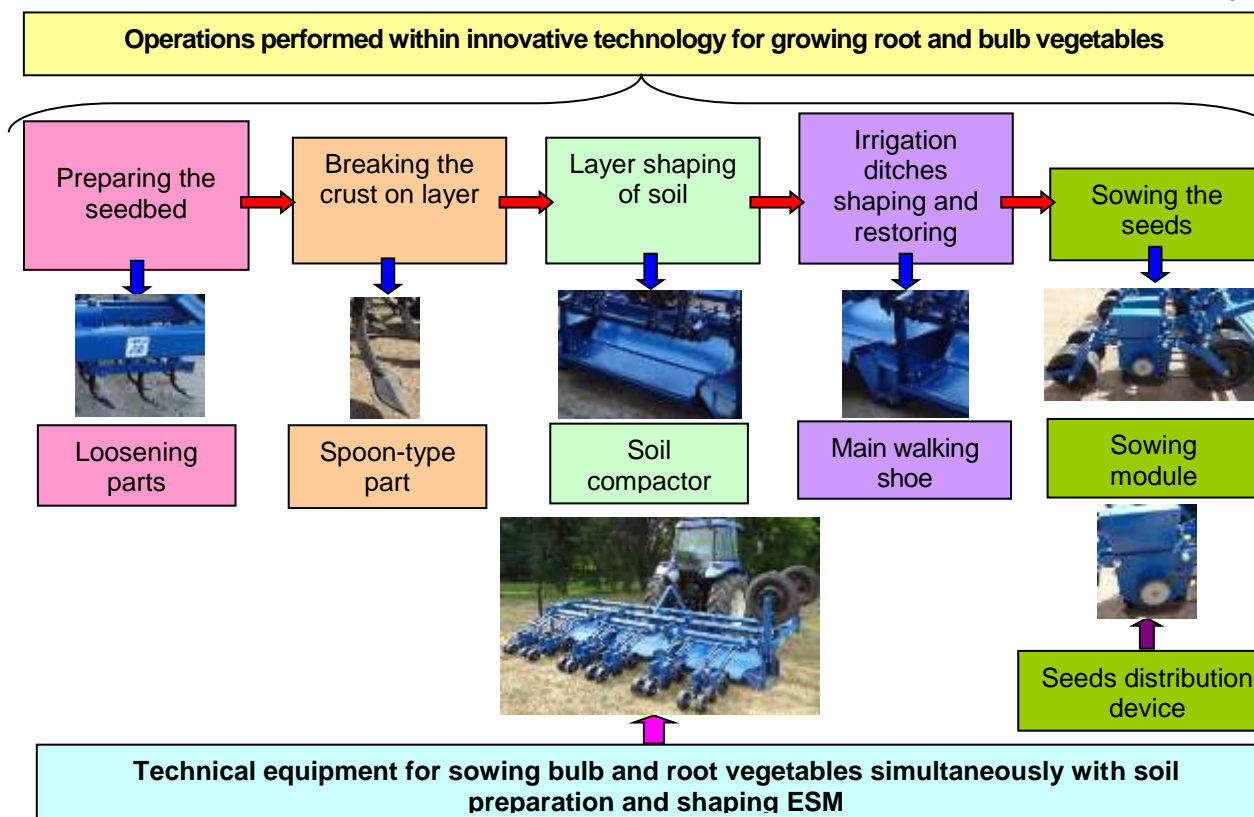 Operations performed within innovative technology for growing root and bulb vegetables
Preparing the
seedbed
Breaking the
crust on layer
Layer shaping
of soil
Irrigation
ditches
shaping and
restoring
Sowing the
seeds
Loosening
parts
Spoon-type
part
Soil
compactor
Main walking
shoe
Sowing
module
Seeds distribution
device
Technical equipment for sowing bulb and root vegetables simultaneously with soil
preparation and shaping ESM